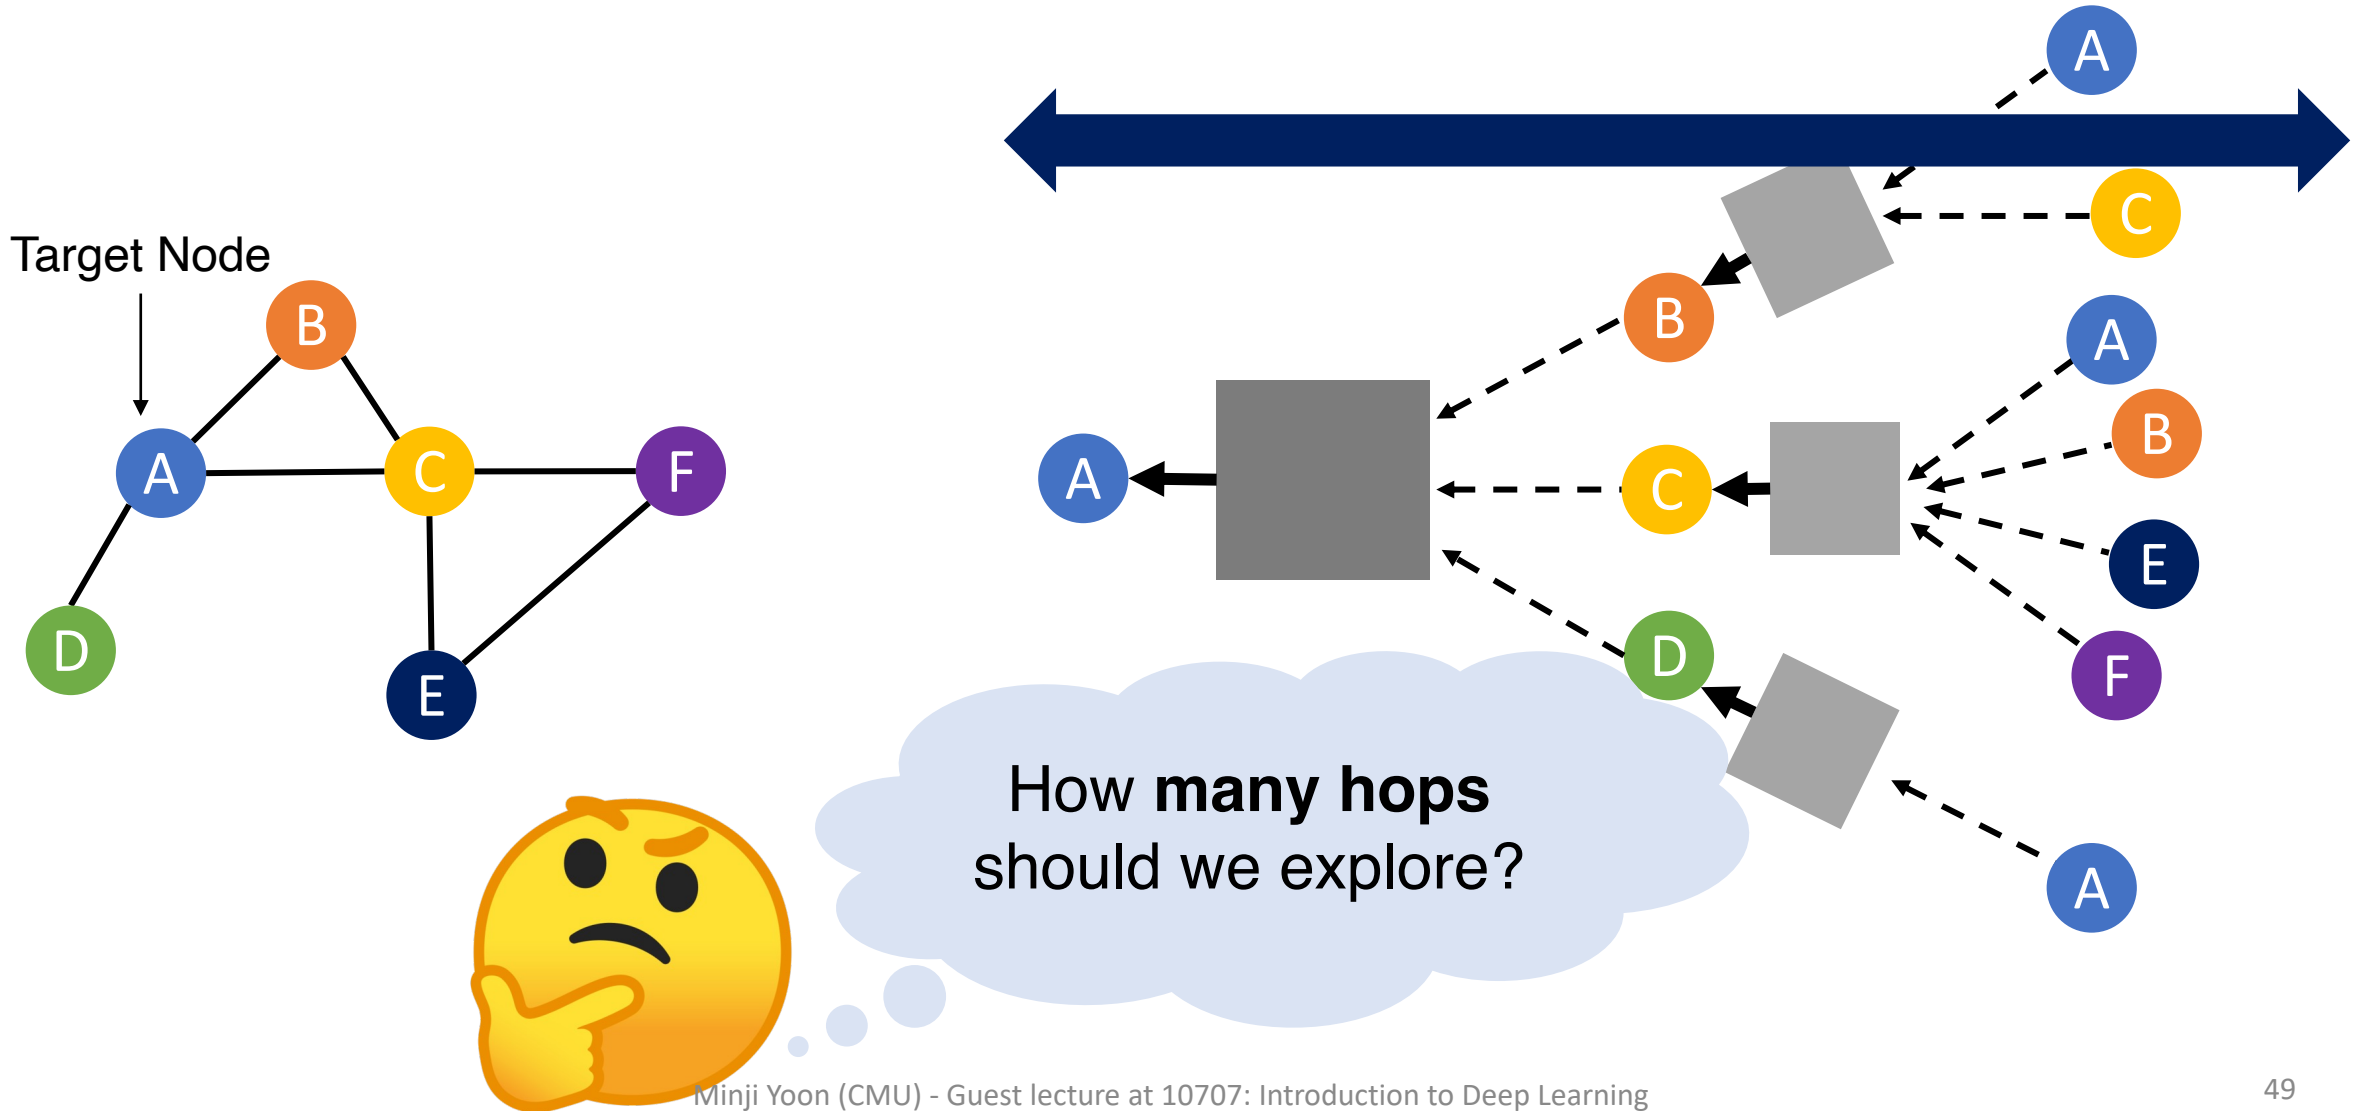 Target Node
B
A
C
F
D
E
A
C
B
A
B
A
C
E
D
F
A
How many hops
should we explore?
Minji Yoon (CMU) - Guest lecture at 10707: Introduction to Deep Learning
49